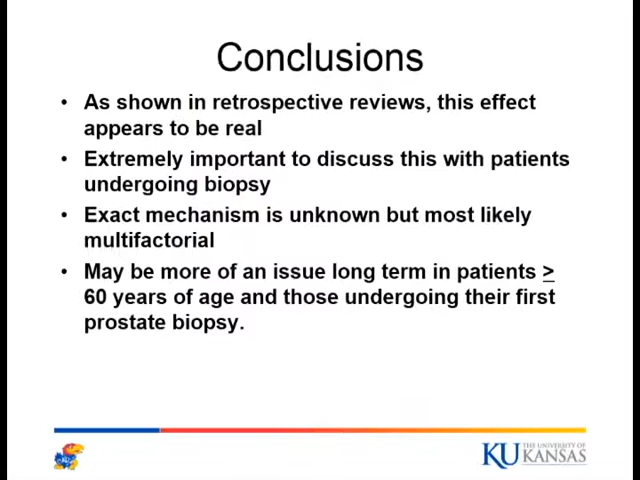 Conclusions
• As shown in retrospective reviews, this effect
appears to be real
• Extremely important to discuss this with patients
undergoing biopsy
• Exact mechanism is unknown but most likely
multifactorial
• May be more of an issue long term in patients ≥
60 years of age and those undergoing their first
prostate biopsy.
KU THE UNIVERSITY OF
KANSAS